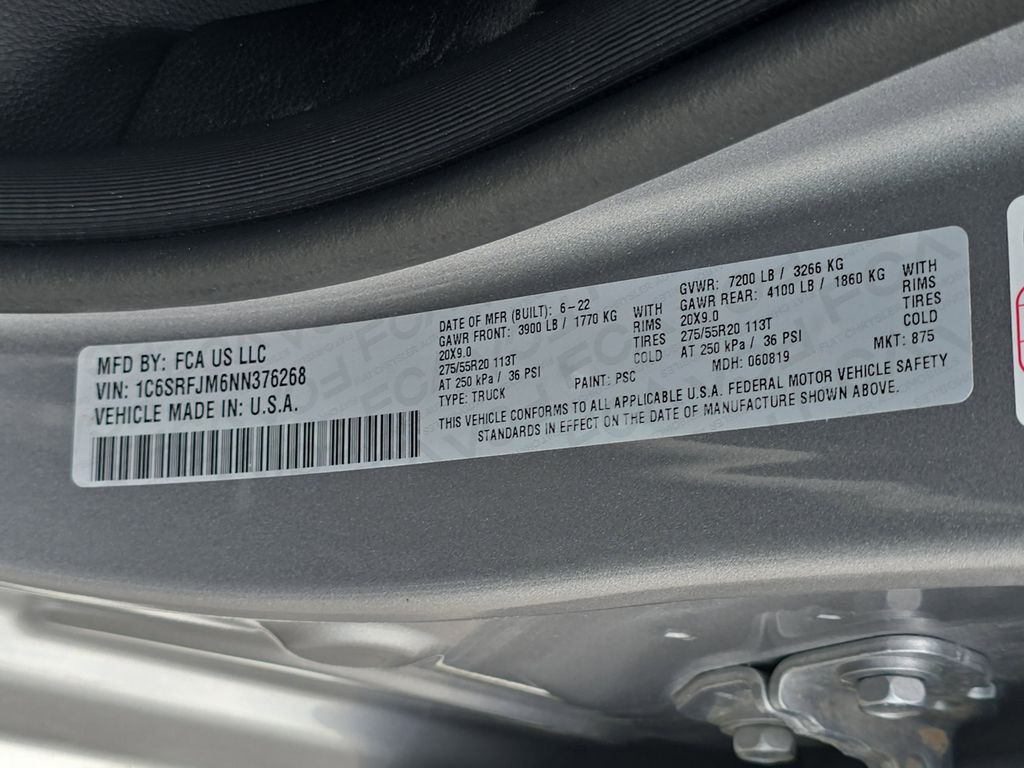 MFD BY: FCA US LLC
VIN: 1C6SRFJM6NN376268
VEHICLE MADE IN: U.S.A.
DATE OF MFR (BUILT): 6-22
GAWR FRONT: 3900 LB / 1770 KG WITH
20X9.0 RIMS
275/55R20 113T TIRES
AT 250 kPa / 36 PSI COLD
TYPE: TRUCK PAINT: PSC
GVWR: 7200 LB / 3266 KG
GAWR REAR: 4100 LB / 1860 KG WITH
20X9.0 RIMS
275/55R20 113T TIRES
AT 250 kPa / 36 PSI COLD
MDH: 060819 MKT: 875
THIS VEHICLE CONFORMS TO ALL APPLICABLE U.S.A. FEDERAL MOTOR VEHICLE SAFETY
STANDARDS IN EFFECT ON THE DATE OF MANUFACTURE SHOWN ABOVE.